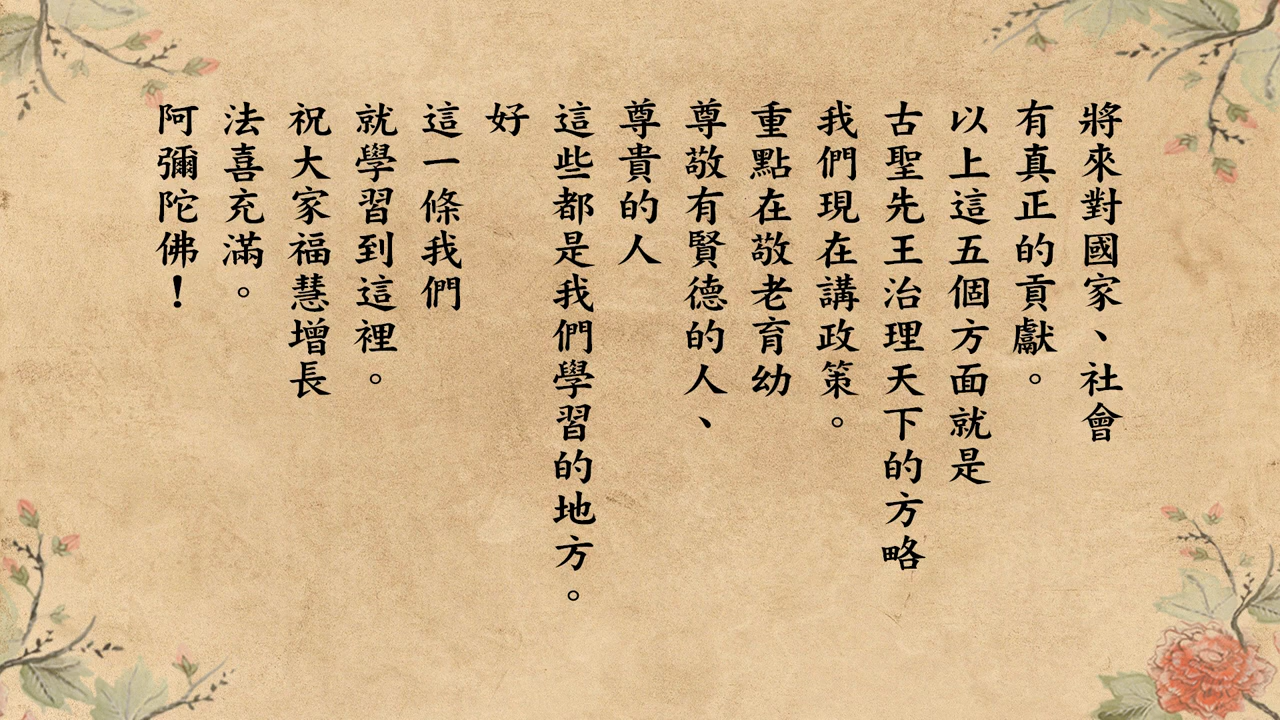 將來對國家、社會
有真正的貢獻。
以上這五個方面就是
古聖先王治理天下的方略
我們現在講政策。
重點在敬老育幼
尊敬有賢德的人、
尊貴的人
這些都是我們學習的地方。
好
這一條我們
就學習到這裡。
祝大家福慧增長
法喜充滿。
阿彌陀佛！